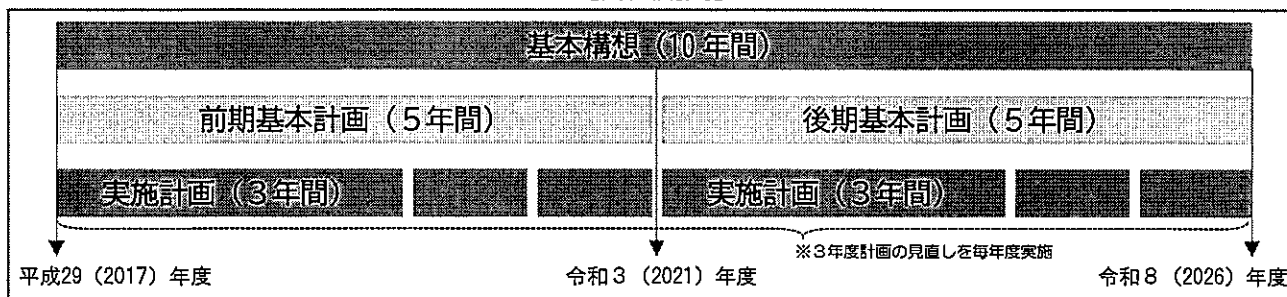 基本構想（10年間）
前期基本計画（5年間）
後期基本計画（5年間）
実施計画（3年間）
実施計画（3年間）
※3年度計画の見直しを毎年度実施
平成29（2017）年度
令和3（2021）年度
令和8（2026）年度